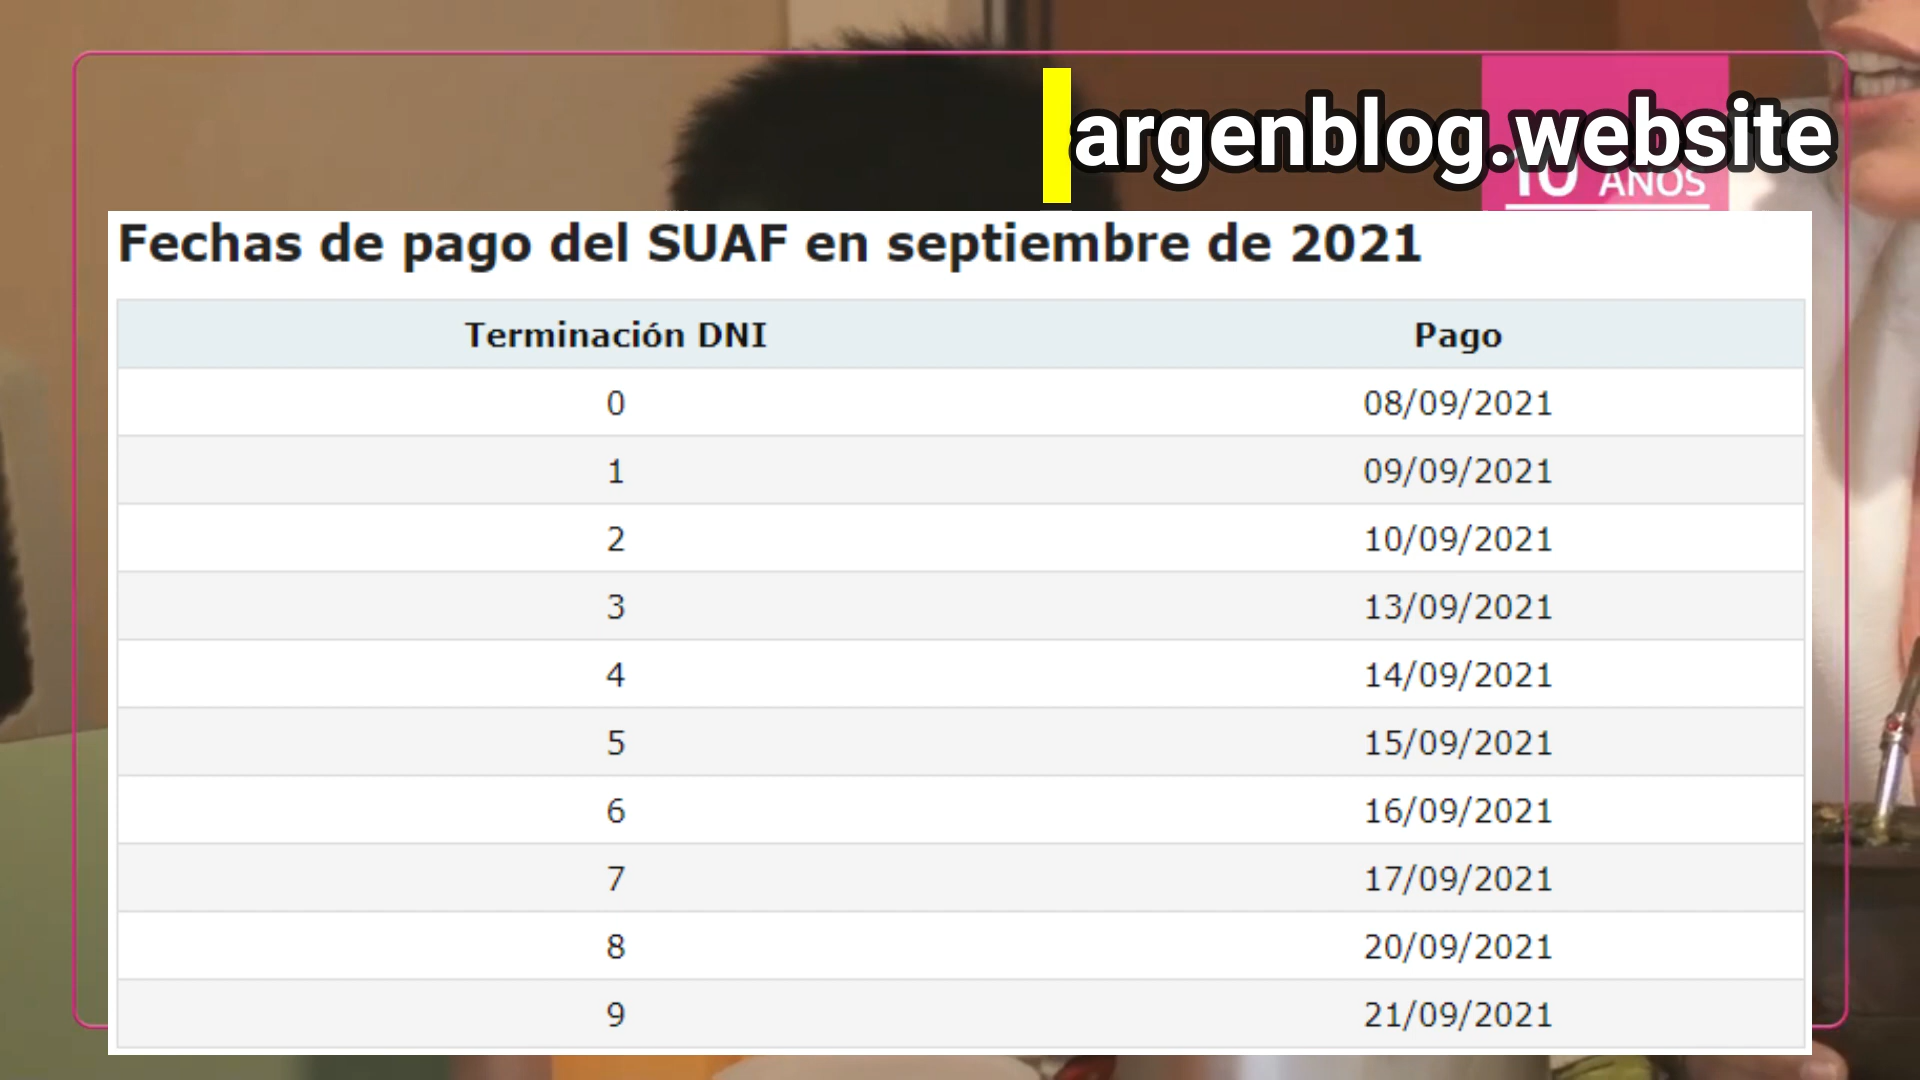 argenblog.website
10 AÑOS
Fechas de pago del SUAF en septiembre de 2021
Terminación DNI Pago
0 08/09/2021
1 09/09/2021
2 10/09/2021
3 13/09/2021
4 14/09/2021
5 15/09/2021
6 16/09/2021
7 17/09/2021
8 20/09/2021
9 21/09/2021